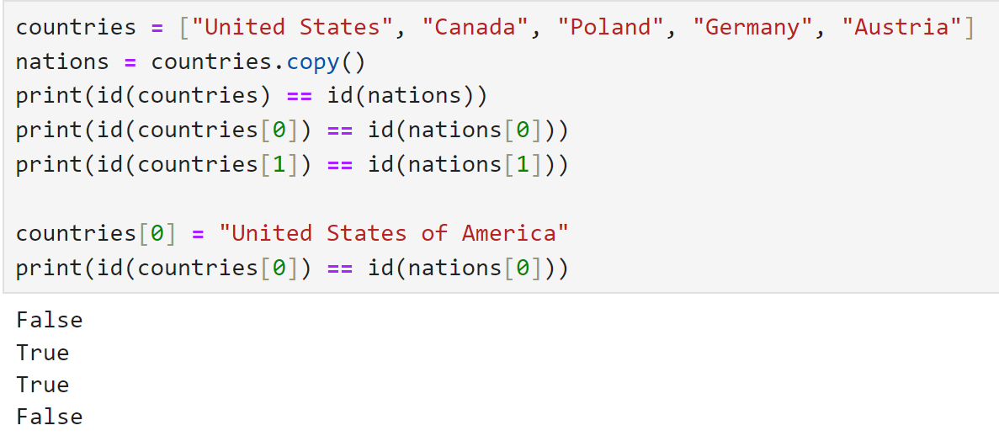 countries = ["United States", "Canada", "Poland", "Germany", "Austria"]
nations = countries.copy()
print(id(countries) == id(nations))
print(id(countries[0]) == id(nations[0]))
print(id(countries[1]) == id(nations[1]))
countries[0] = "United States of America"
print(id(countries[0]) == id(nations[0]))
False
True
True
False